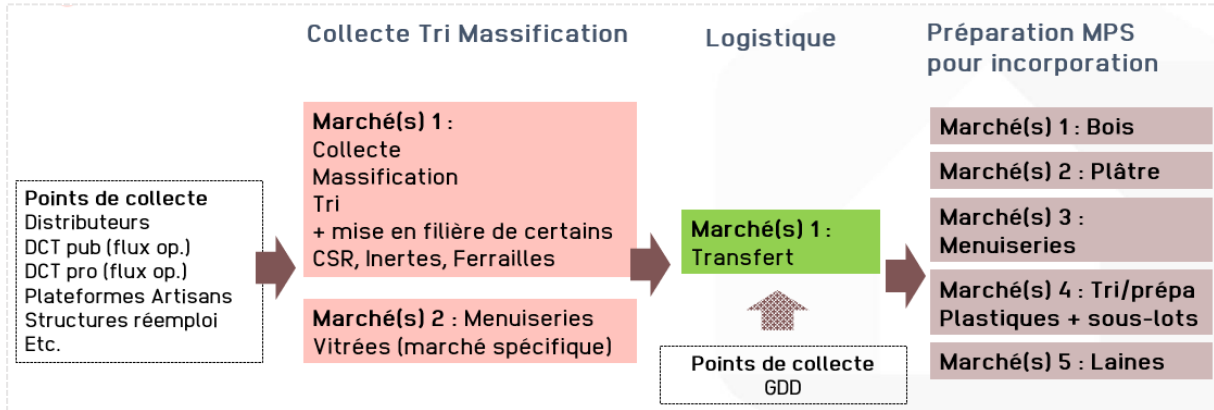 Collecte Tri Massification
Logistique
Préparation MPS
pour incorporation
Points de collecte
Distributeurs
DCT pub (flux op.)
DCT pro (flux op.)
Plateformes Artisans
Structures réemploi
Etc.
Marché(s) 1 :
Collecte
Massification
Tri
+ mise en filière de certains
CSR, Inertes, Ferrailles
Marché(s) 2 : Menuiseries
Vitrées (marché spécifique)
Marché(s) 1 :
Transfert
Points de collecte
GDD
Marché(s) 1 : Bois
Marché(s) 2 : Plâtre
Marché(s) 3 :
Menuiseries
Marché(s) 4 : Tri/prépa
Plastiques + sous-lots
Marché(s) 5 : Laines